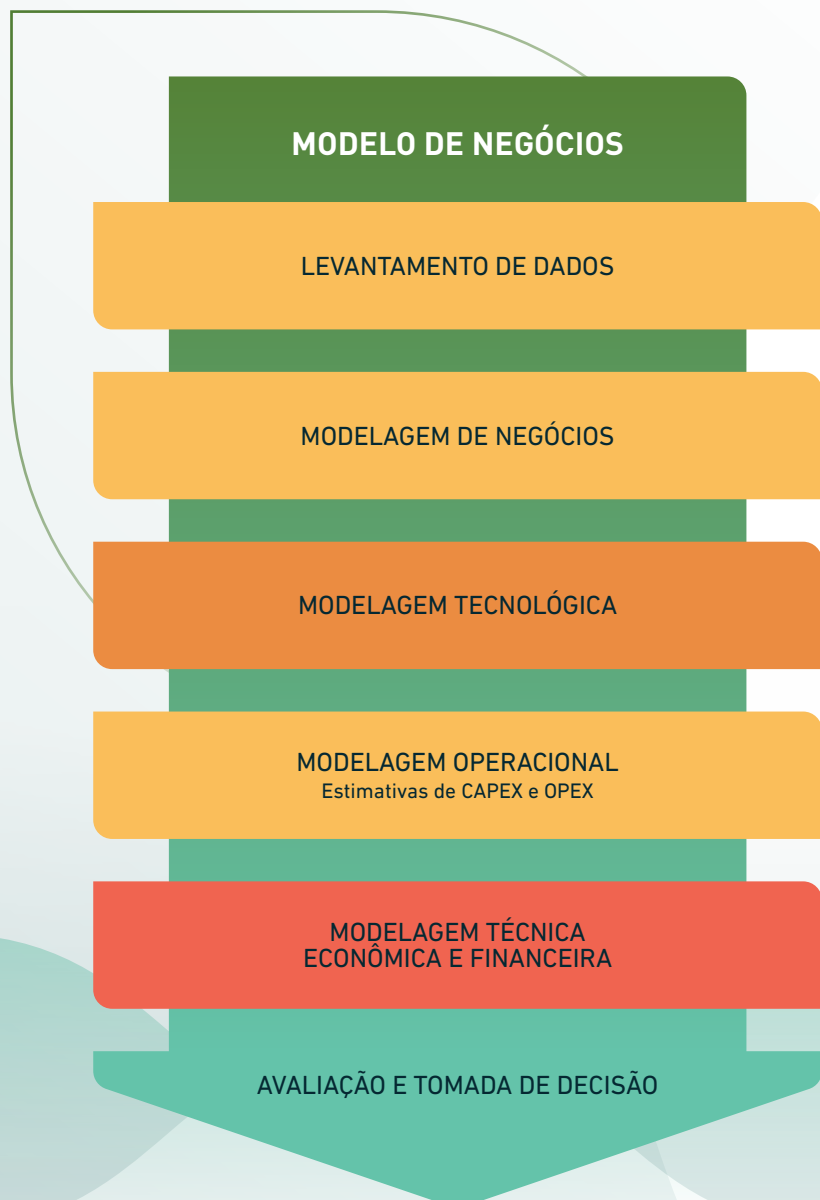 MODELO DE NEGÓCIOS
LEVANTAMENTO DE DADOS
MODELAGEM DE NEGÓCIOS
MODELAGEM TECNOLÓGICA
MODELAGEM OPERACIONAL
Estimativas de CAPEX e OPEX
MODELAGEM TÉCNICA
ECONÔMICA E FINANCEIRA
AVALIAÇÃO E TOMADA DE DECISÃO